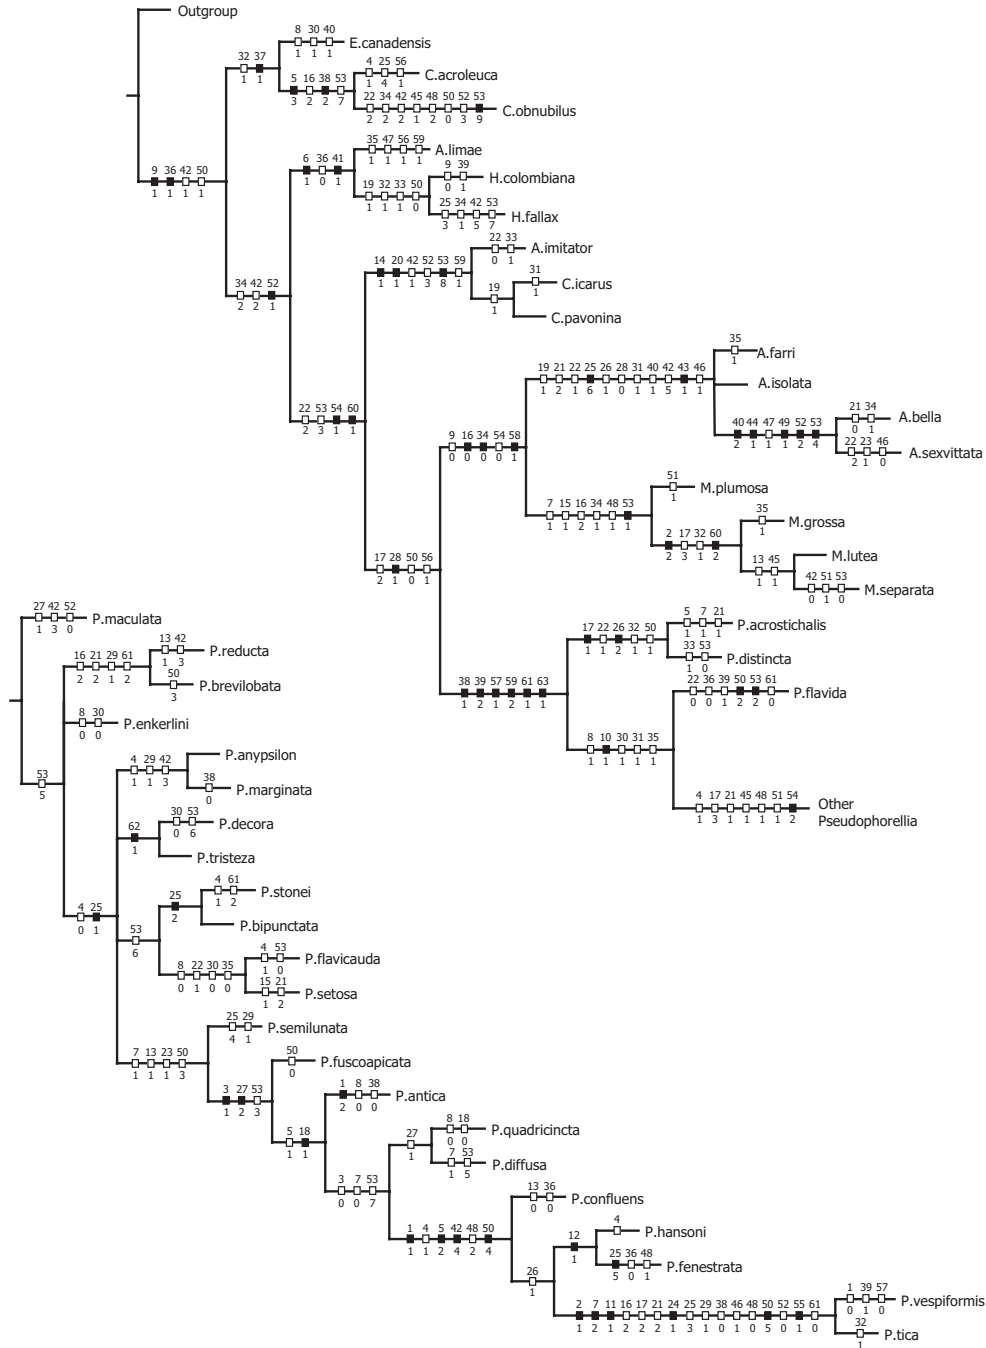 Outgroup
8 30 40
1 1 1
E.canadensis
32 37
1 1
4 25 56
1 4 1
C.acroleuca
5 16 38 53
3 2 2 7
22 34 42 45 48 50 52 53
2 2 2 1 2 0 3 9
C.obnubilus
9 36 42 50
1 1 1 1
35 47 56 59
1 1 1 1
A.limae
6 36 41
1 0 1
9 39
0 1
H.colombiana
19 32 33 50
1 1 1 0
25 34 42 53
3 1 5 7
H.fallax
34 42 52
2 2 1
22 33
0 1
A.imitator
14 20 42 52 53 59
1 1 1 3 8 1
31
1
C.icarus
19
1
C.pavonina
22 53 54 60
2 3 1 1
35
1
A.farri
19 21 22 25 26 28 31 40 42 43 46
1 2 1 6 1 0 1 1 5 1 1
A.isolata
21 34
0 1
A.bella
40 44 47 49 52 53
2 1 1 1 2 4
22 23 46
2 1 0
A.sexvittata
9 16 34 54 58
0 0 0 0 1
51
1
M.plumosa
7 15 16 34 48 53
1 1 2 1 1 1
35
1
M.grossa
2 17 32 60
2 3 1 2
13 45
1 1
M.lutea
42 51 53
0 1 0
M.separata
17 28 50 56
2 1 0 1
5 7 21
1 1 1
P.acrostichalis
17 22 26 32 50
1 1 2 1 1
33 53
1 0
P.distincta
38 39 57 59 61 63
1 2 1 2 1 1
22 36 39 50 53 61
0 0 1 2 2 0
P.flavida
8 10 30 31 35
1 1 1 1 1
4 17 21 45 48 51 54
1 3 1 1 1 1 2
Other
Pseudophorellia
27 42 52
1 3 0
P.maculata
16 21 29 61
2 2 1 2
13 42
1 3
P.reducta
50
3
P.brevilobata
8 30
0 0
P.enkerlini
53
5
4 29 42
1 1 3
P.anypsilon
38
0
P.marginata
62
1
30 53
0 6
P.decora
P.tristeza
4 25
0 1
4 61
1 2
P.stonei
25
2
P.bipunctata
53
6
8 22 30 35
0 1 0 0
4 53
1 0
P.flavicauda
15 21
1 2
P.setosa
25 29
4 1
P.semilunata
7 13 23 50
1 1 1 3
50
0
P.fuscoapicata
3 27 53
1 2 3
1 8 38
2 0 0
P.antica
5 18
1 1
8 18
0 0
P.quadricincta
27
1
7 53
1 5
P.diffusa
3 7 53
0 0 7
13 36
0 0
P.confluens
1 4 5 42 48 50
1 1 2 4 2 4
12
1
4
P.hansoni
25 36 48
5 0 1
P.fenestrata
26
1
1 39 57
0 1 0
P.vespiformis
2 7 11 16 17 21 24 25 29 38 46 48 50 52 55 61
1 2 1 2 2 2 1 3 1 0 1 0 5 0 1 0
32
1
P.tica